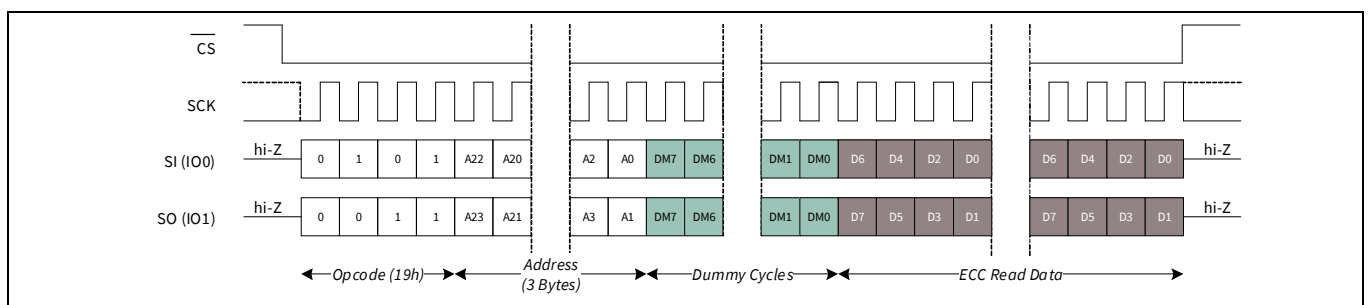 CS
SCK
SI (IO0) hi-Z 0 1 0 1 A22 A20 A2 A0 DM7 DM6 DM1 DM0 D6 D4 D2 D0 D6 D4 D2 D0 hi-Z
SO (IO1) hi-Z 0 0 1 1 A23 A21 A3 A1 DM7 DM6 DM1 DM0 D7 D5 D3 D1 D7 D5 D3 D1 hi-Z
Opcode (19h) Address Dummy Cycles ECC Read Data
(3 Bytes)